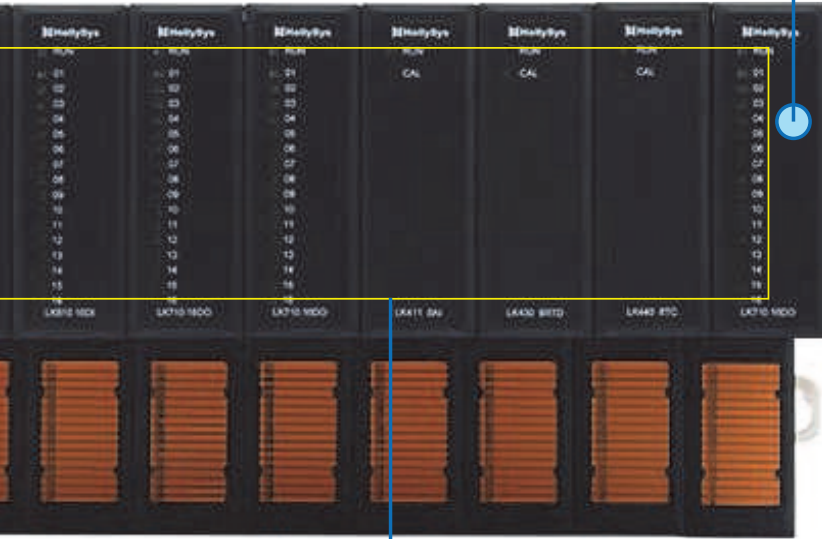 HollySys HollySys HollySys HollySys HollySys HollySys HollySys
RUN RUN RUN RUN RUN RUN RUN
01 01 01 CAL CAL CAL 01
02 02 02 02
03 03 03 03
04 04 04 04
05 05 05 05
06 06 06 06
07 07 07 07
08 08 08 08
09 09 09 09
10 10 10 10
11 11 11 11
12 12 12 12
13 13 13 13
14 14 14 14
15 15 15 15
16 16 16 16
LK610 16DI LK710 16DO LK710 16DO LK411 8AI LK430 6RTD LK440 8TC LK710 16DO